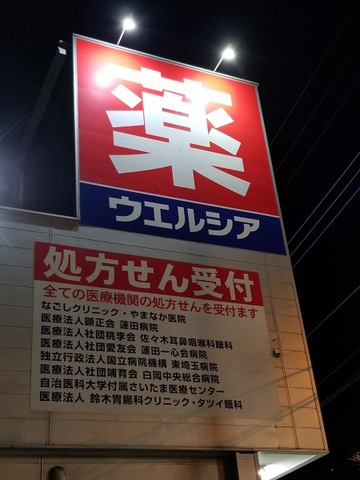 薬
ウエルシア
処方せん受付
全ての医療機関の処方せんを受付ます
なごしクリニック・やまなか医院
医療法人顕正会 蓮田病院
医療法人社団桃李会 佐々木耳鼻咽喉科眼科
医療法人社団愛友会 蓮田一心会病院
独立行政法人国立病院機構 東埼玉病院
医療法人社団哺育会 白岡中央総合病院
自治医科大学付属さいたま医療センター
医療法人 鈴木胃腸科クリニック・タツイ眼科